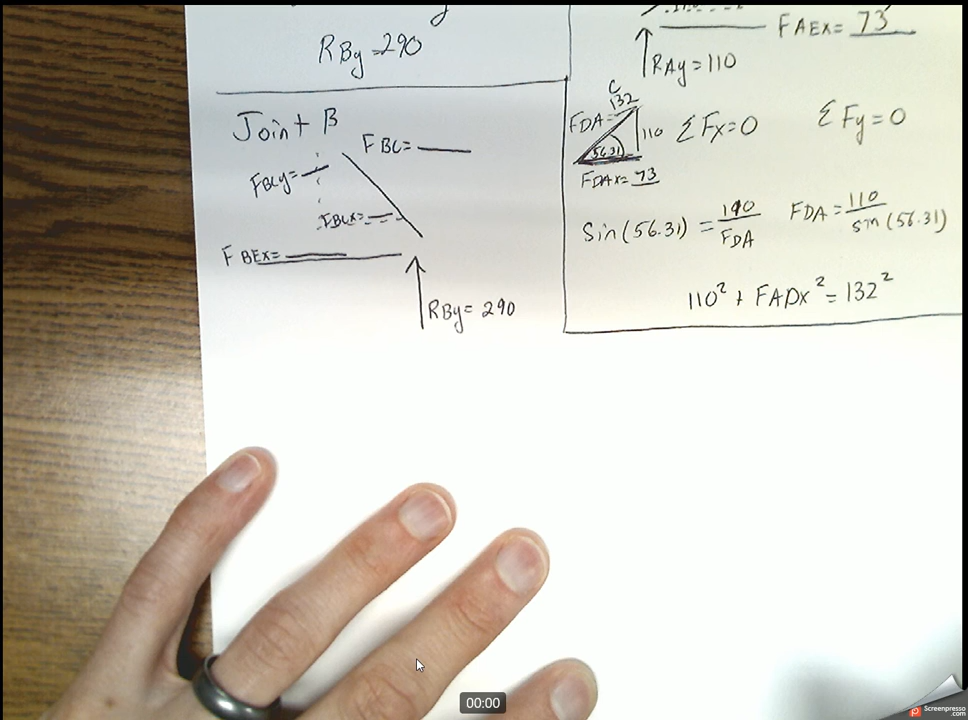 RBy = 290
FAEX = 73
RAy = 110
Joint B
FBC =
FBCy =
FBCX =
FBEX =
RBy = 290
C
132
FDA =
110
56.31
FDAX = 73
ΣFx = 0
ΣFy = 0
Sin(56.31) = 110/FDA
FDA = 110/sin(56.31)
110² + FADX² = 132²
00:00
Screenpresso
.com